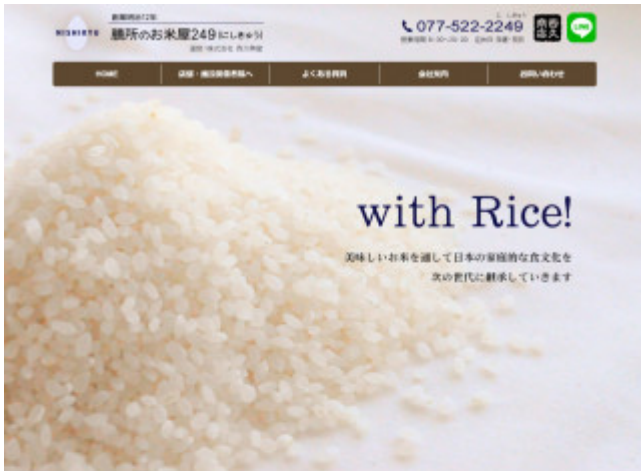 創業明治12年
NISHIKYU
膳所のお米屋249(にしきゅう)
077-522-2249
LINE
HOME
よくある質問
会社案内
お問い合わせ
with Rice!
美味しいお米を通して日本の家庭的な食文化を
次の世代に継承していきます